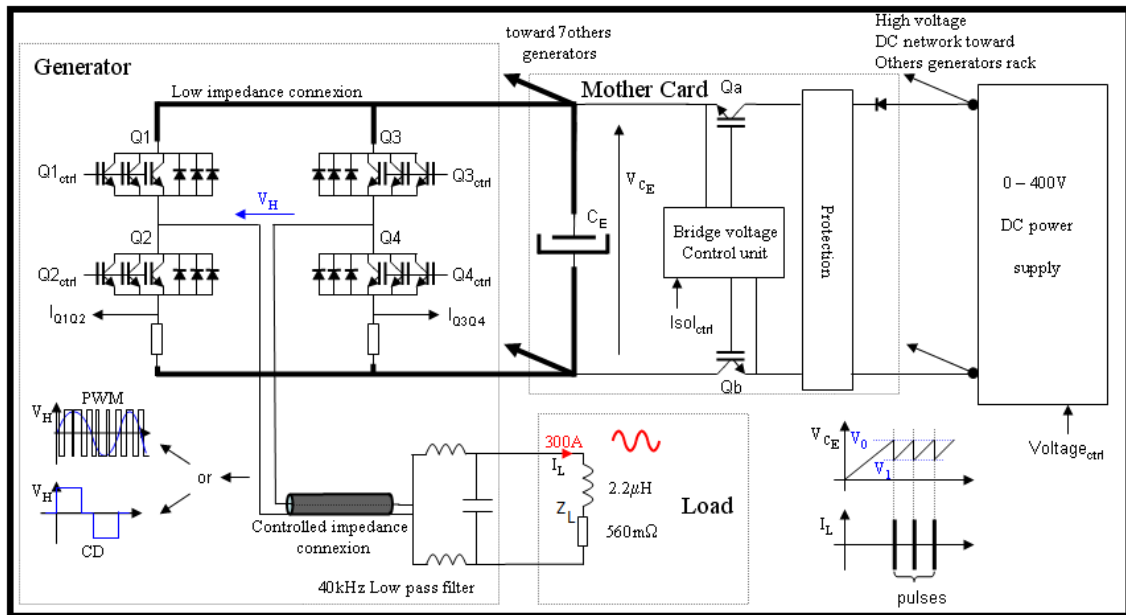 toward 7others
generators
High voltage
DC network toward
Others generators rack
Generator
Low impedance connexion
Mother Card
Qa
Q1
Q3
Q1ctrl
Q3ctrl
VH
VCE
CE
Q2
Q4
Q2ctrl
Q4ctrl
IQ1Q2
IQ3Q4
Bridge voltage
Control unit
Isolctrl
Qb
Protection
0 – 400V
DC power
supply
Voltagectrl
PWM
VH
or
VH
CD
Controlled impedance
connexion
40kHz Low pass filter
300A
IL
2.2µH
ZL
560mΩ
Load
VCE
V0
V1
IL
pulses